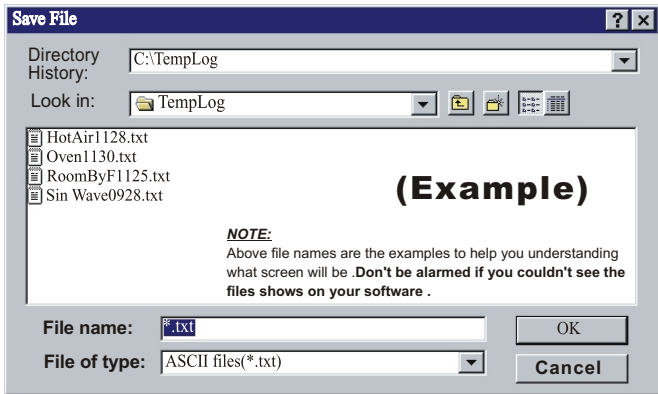 Save File
? ×
Directory
History:
C:\TempLog
Look in:
TempLog
HotAir1128.txt
Oven1130.txt
RoomByF1125.txt
Sin Wave0928.txt
(Example)
NOTE:
Above file names are the examples to help you understanding
what screen will be .Don't be alarmed if you couldn't see the
files shows on your software .
File name:
*.txt
OK
File of type:
ASCII files(*.txt)
Cancel